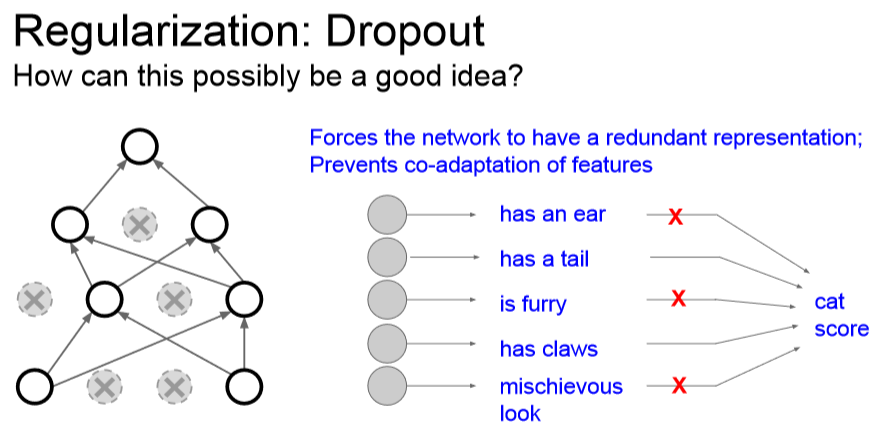 Regularization: Dropout
How can this possibly be a good idea?
Forces the network to have a redundant representation;
Prevents co-adaptation of features
has an ear
X
has a tail
is furry
X
cat
score
has claws
mischievous
look
X